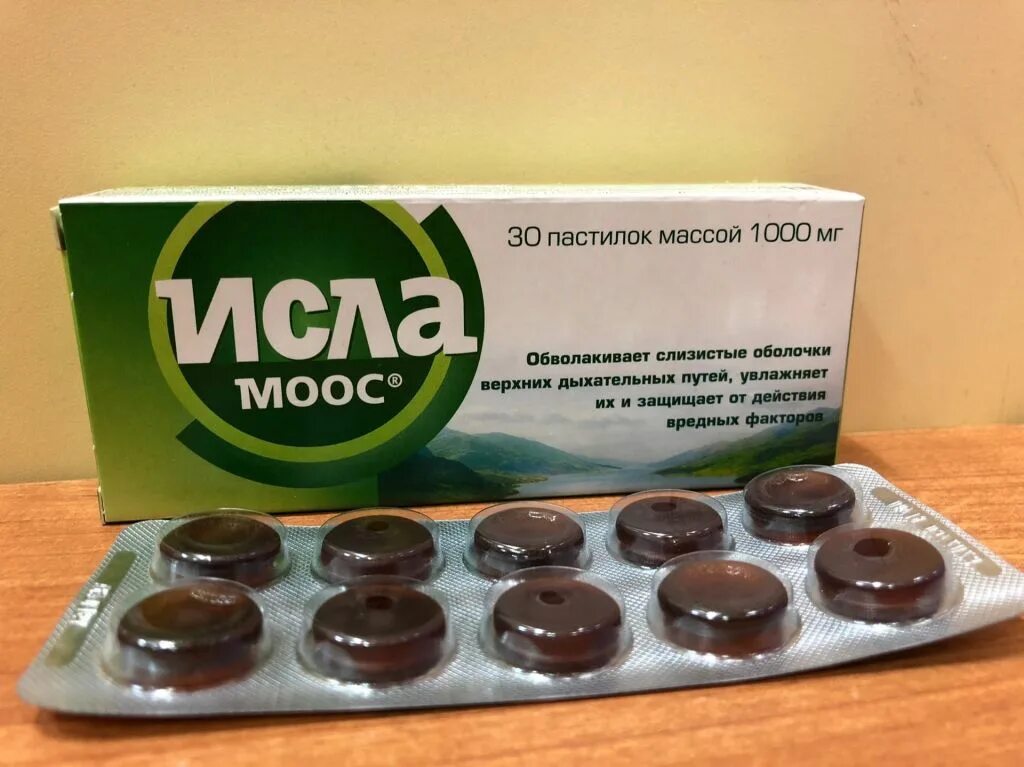 ИСЛА
МООС®
30 пастилок массой 1000 мг
Обволакивает слизистые оболочки
верхних дыхательных путей, увлажняет
их и защищает от действия
вредных факторов